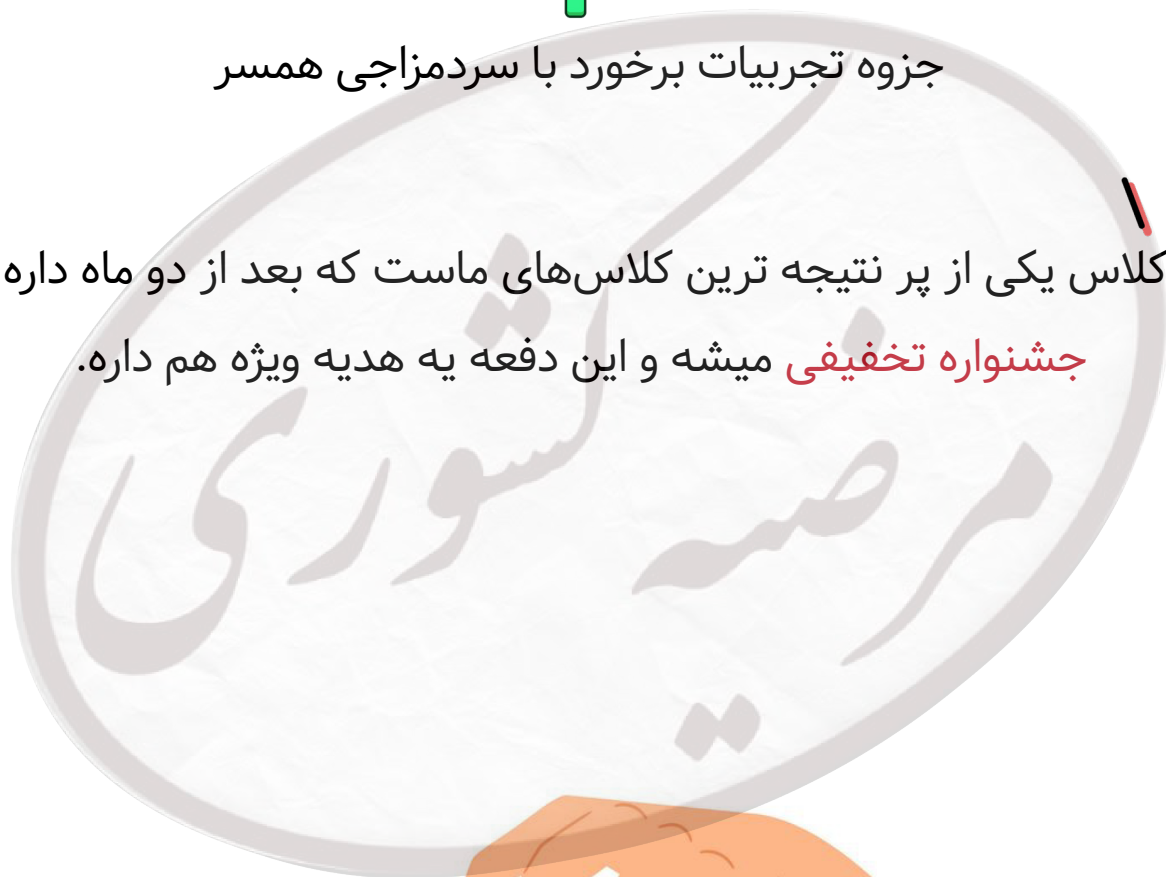 جزوه تجربیات برخورد با سردمزاجی همسر
کلاس یکی از پر نتیجه ترین کلاس‌های ماست که بعد از دو ماه داره
جشنواره تخفیفی میشه و این دفعه یه هدیه ویژه هم داره.
مرضیه کشوری